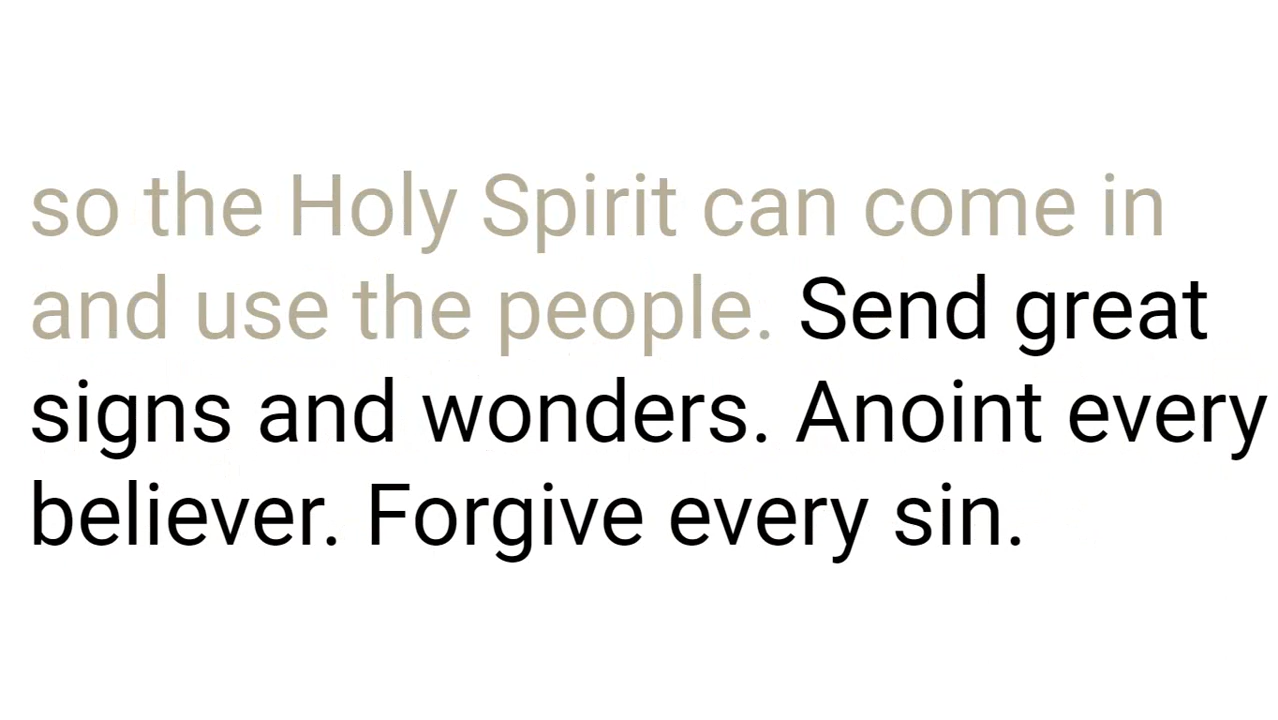 so the Holy Spirit can come in
and use the people. Send great
signs and wonders. Anoint every
believer. Forgive every sin.